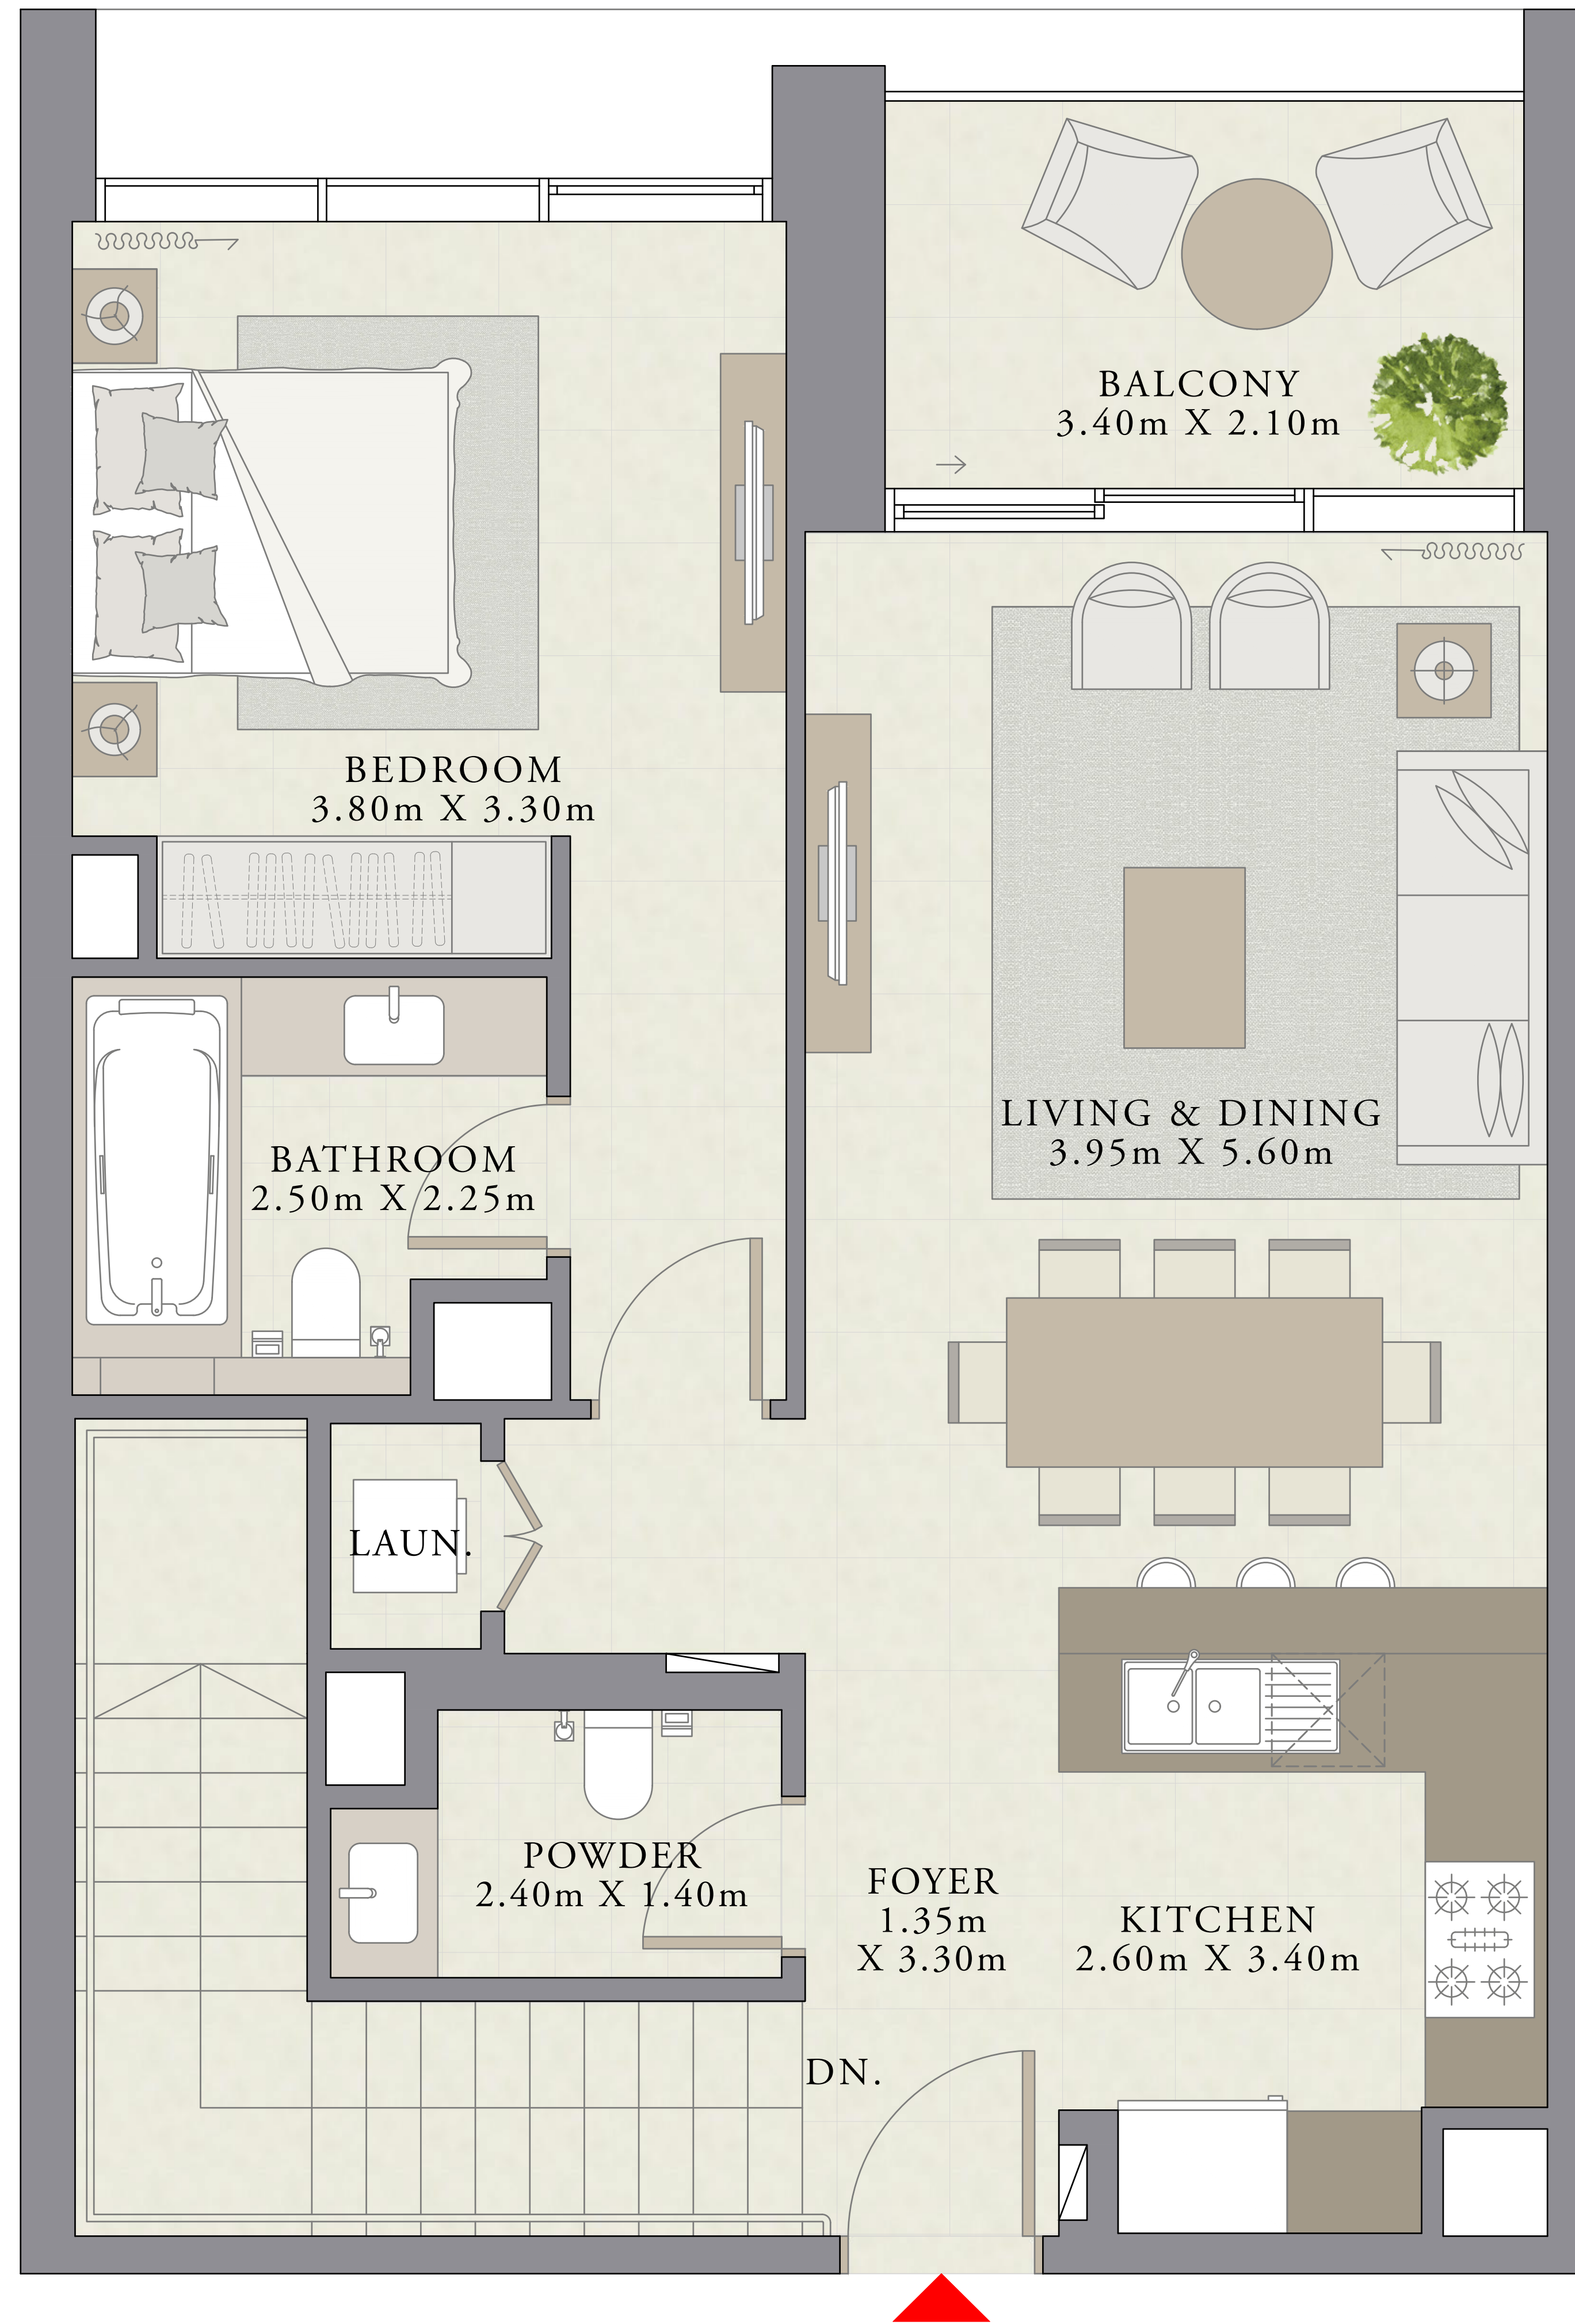 BALCONY
3.40m X 2.10m
BEDROOM
3.80m X 3.30m
LIVING & DINING
3.95m X 5.60m
BATHROOM
2.50m X 2.25m
LAUN.
POWDER
2.40m X 1.40m
FOYER
1.35m
X 3.30m
KITCHEN
2.60m X 3.40m
DN.